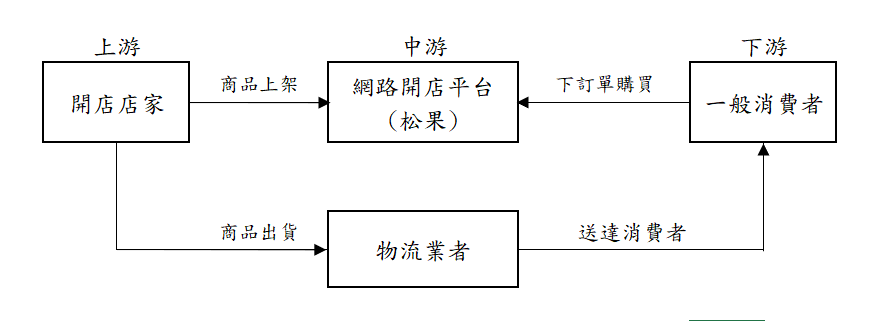 上游
中游
下游
開店店家
商品上架
網路開店平台
（松果）
下訂單購買
一般消費者
商品出貨
物流業者
送達消費者